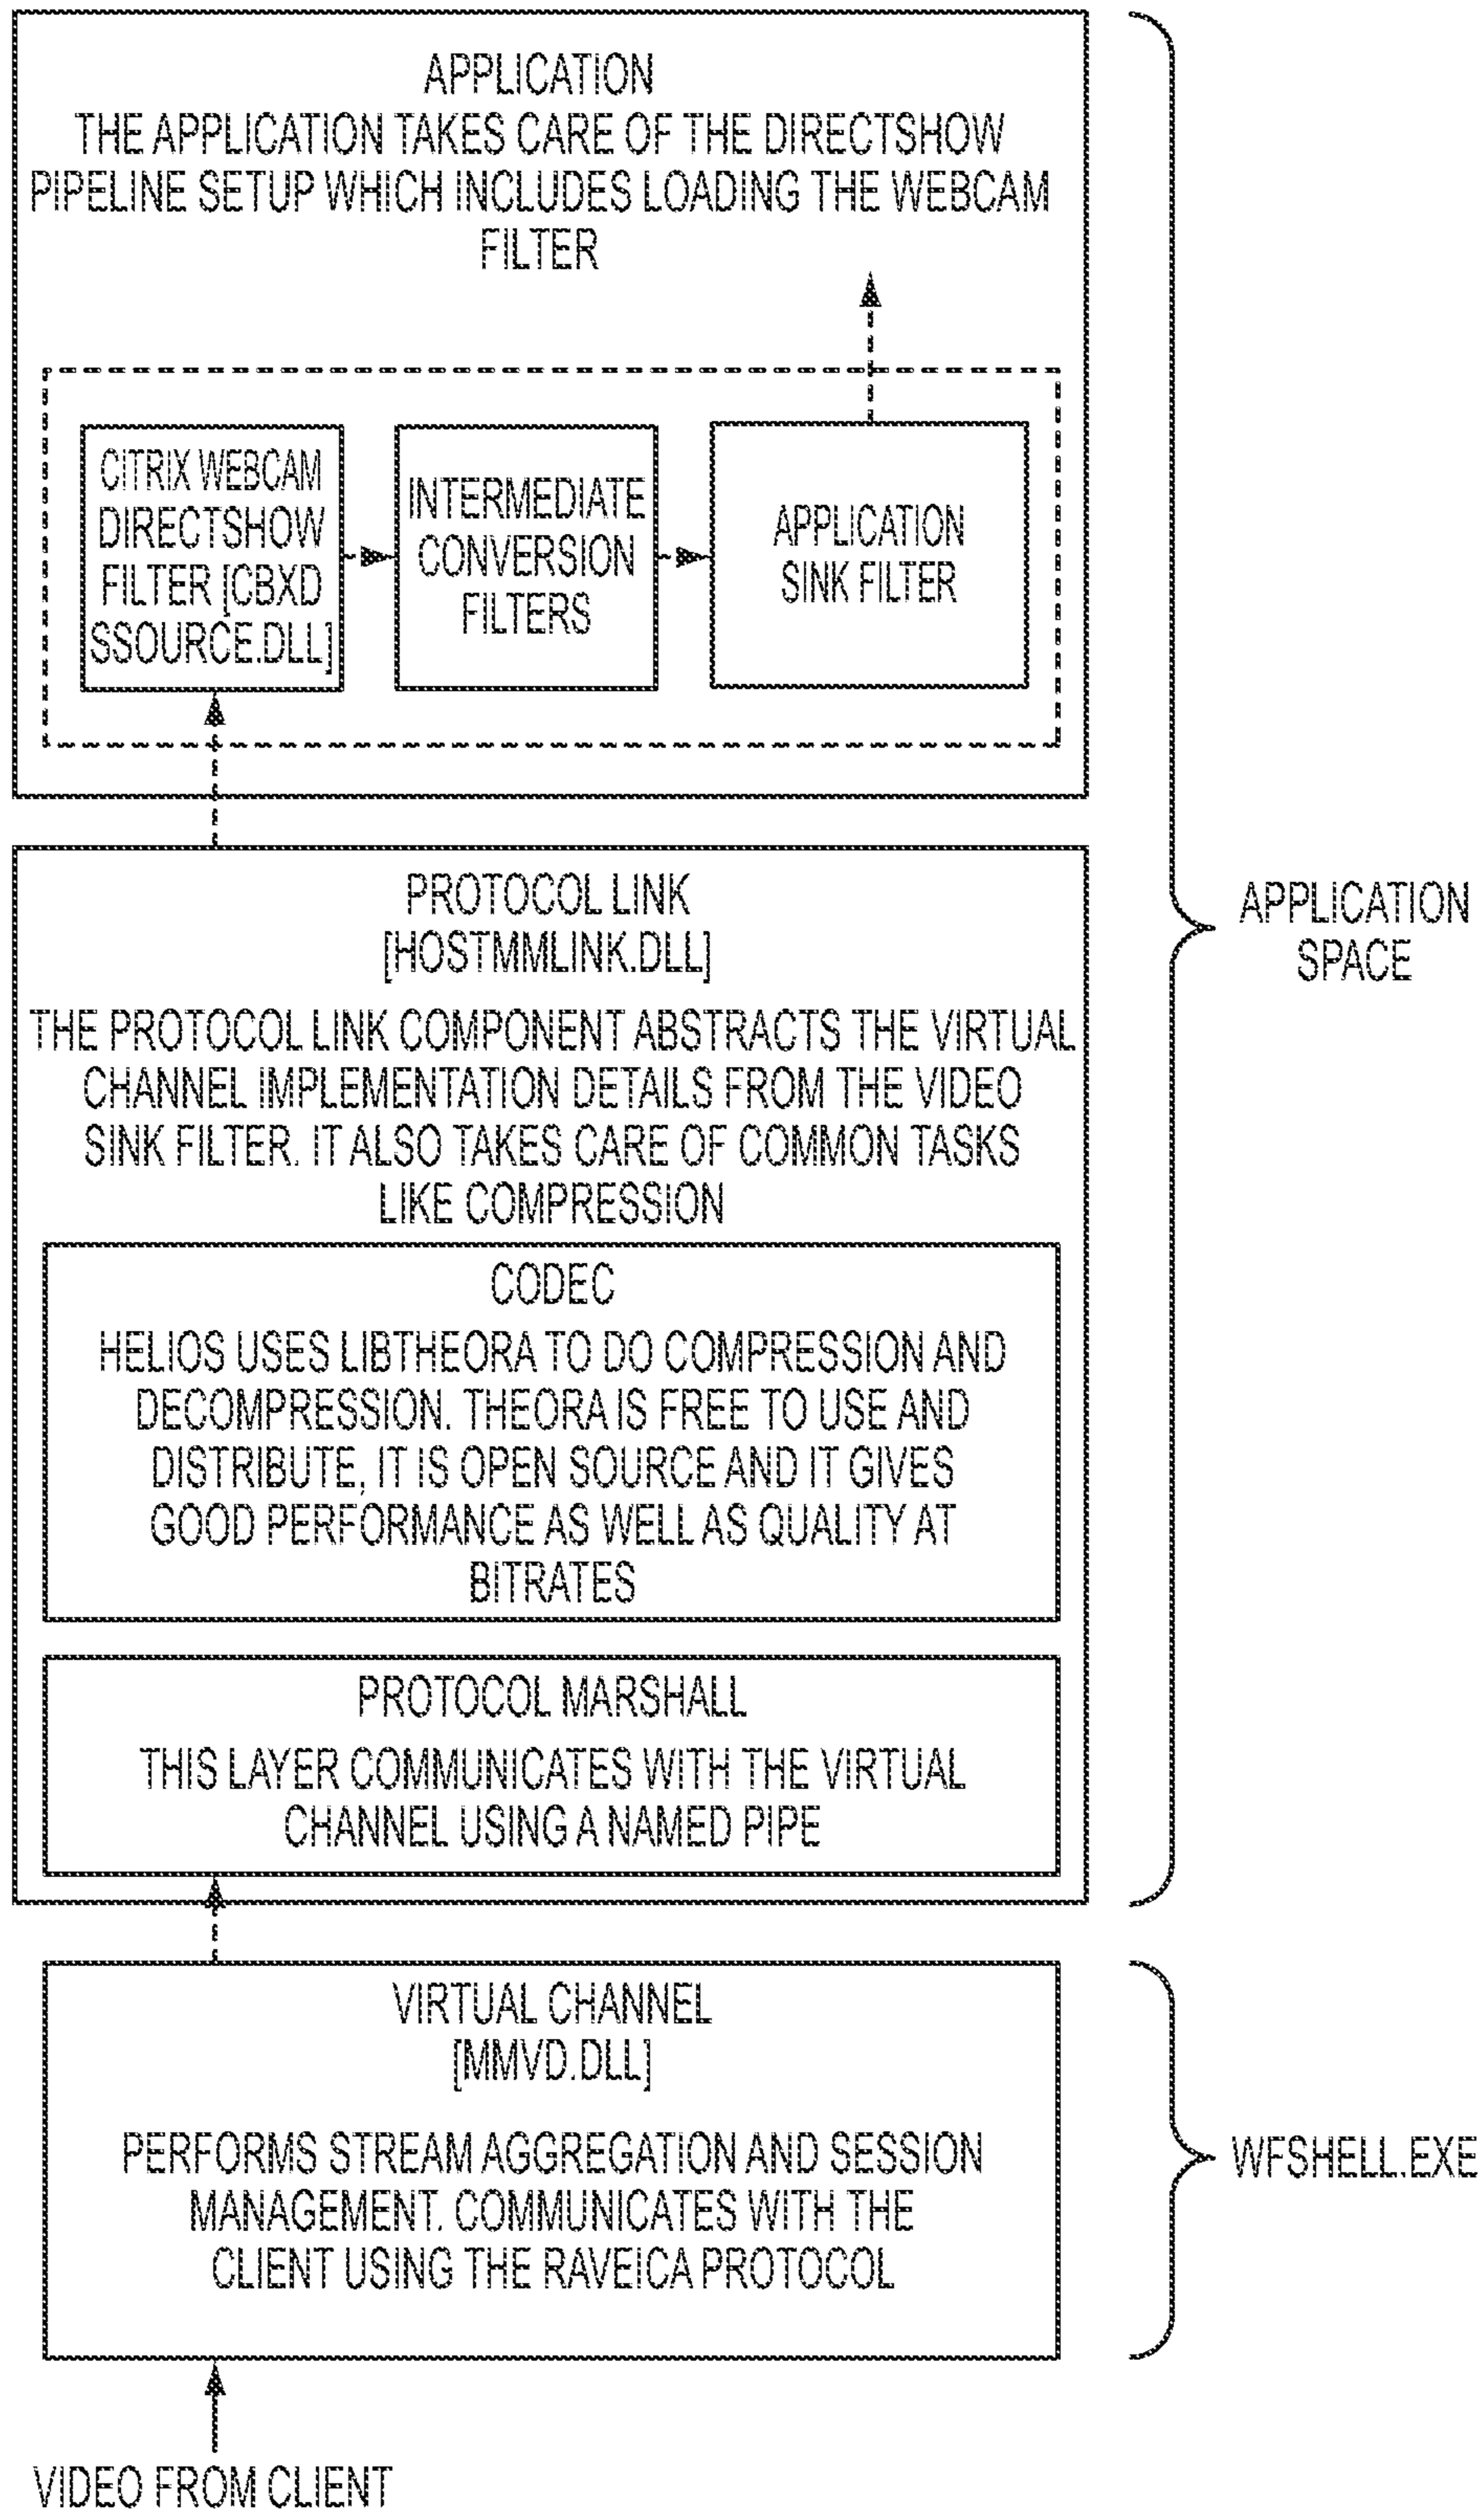 APPLICATION
THE APPLICATION TAKES CARE OF THE DIRECTSHOW
PIPELINE SETUP WHICH INCLUDES LOADING THE WEBCAM
FILTER
CITRIX WEBCAM
DIRECTSHOW
FILTER [CBXD
SSOURCE.DLL]
INTERMEDIATE
CONVERSION
FILTERS
APPLICATION
SINK FILTER
PROTOCOL LINK
[HOSTMMLINK.DLL]
THE PROTOCOL LINK COMPONENT ABSTRACTS THE VIRTUAL
CHANNEL IMPLEMENTATION DETAILS FROM THE VIDEO
SINK FILTER. IT ALSO TAKES CARE OF COMMON TASKS
LIKE COMPRESSION
CODEC
HELIOS USES LIBTHEORA TO DO COMPRESSION AND
DECOMPRESSION. THEORA IS FREE TO USE AND
DISTRIBUTE, IT IS OPEN SOURCE AND IT GIVES
GOOD PERFORMANCE AS WELL AS QUALITY AT
BITRATES
PROTOCOL MARSHALL
THIS LAYER COMMUNICATES WITH THE VIRTUAL
CHANNEL USING A NAMED PIPE
APPLICATION
SPACE
VIRTUAL CHANNEL
[MMVD.DLL]
PERFORMS STREAM AGGREGATION AND SESSION
MANAGEMENT. COMMUNICATES WITH THE
CLIENT USING THE RAVEICA PROTOCOL
WFSHELL.EXE
VIDEO FROM CLIENT